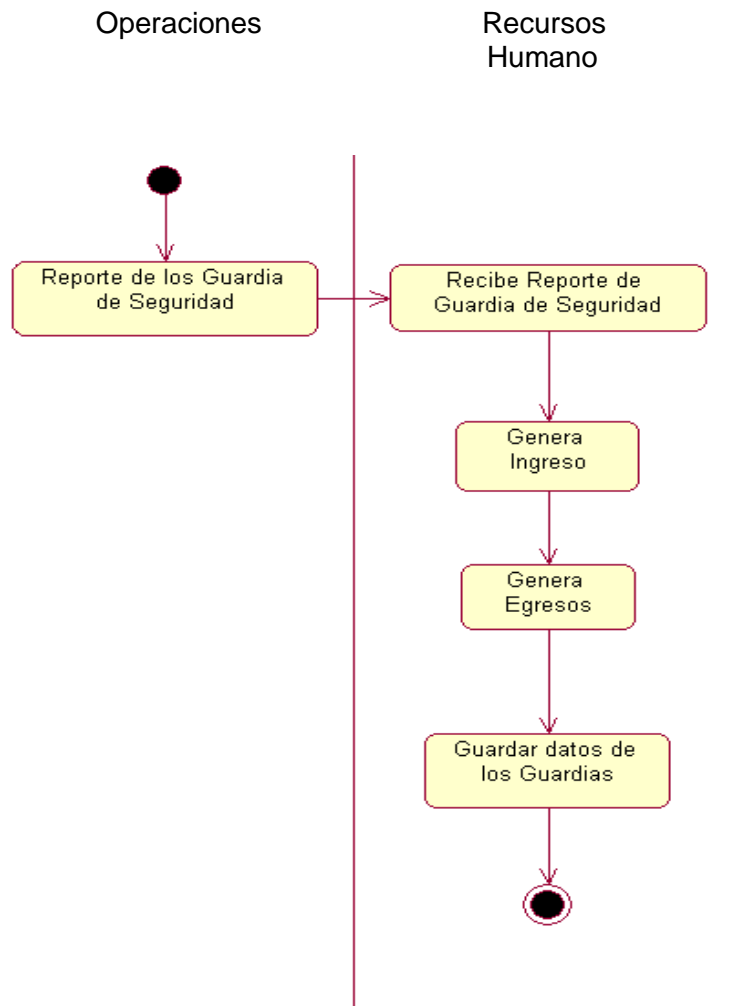 Operaciones
Recursos
Humano
Reporte de los Guardia
de Seguridad
Recibe Reporte de
Guardia de Seguridad
Genera
Ingreso
Genera
Egresos
Guardar datos de
los Guardias